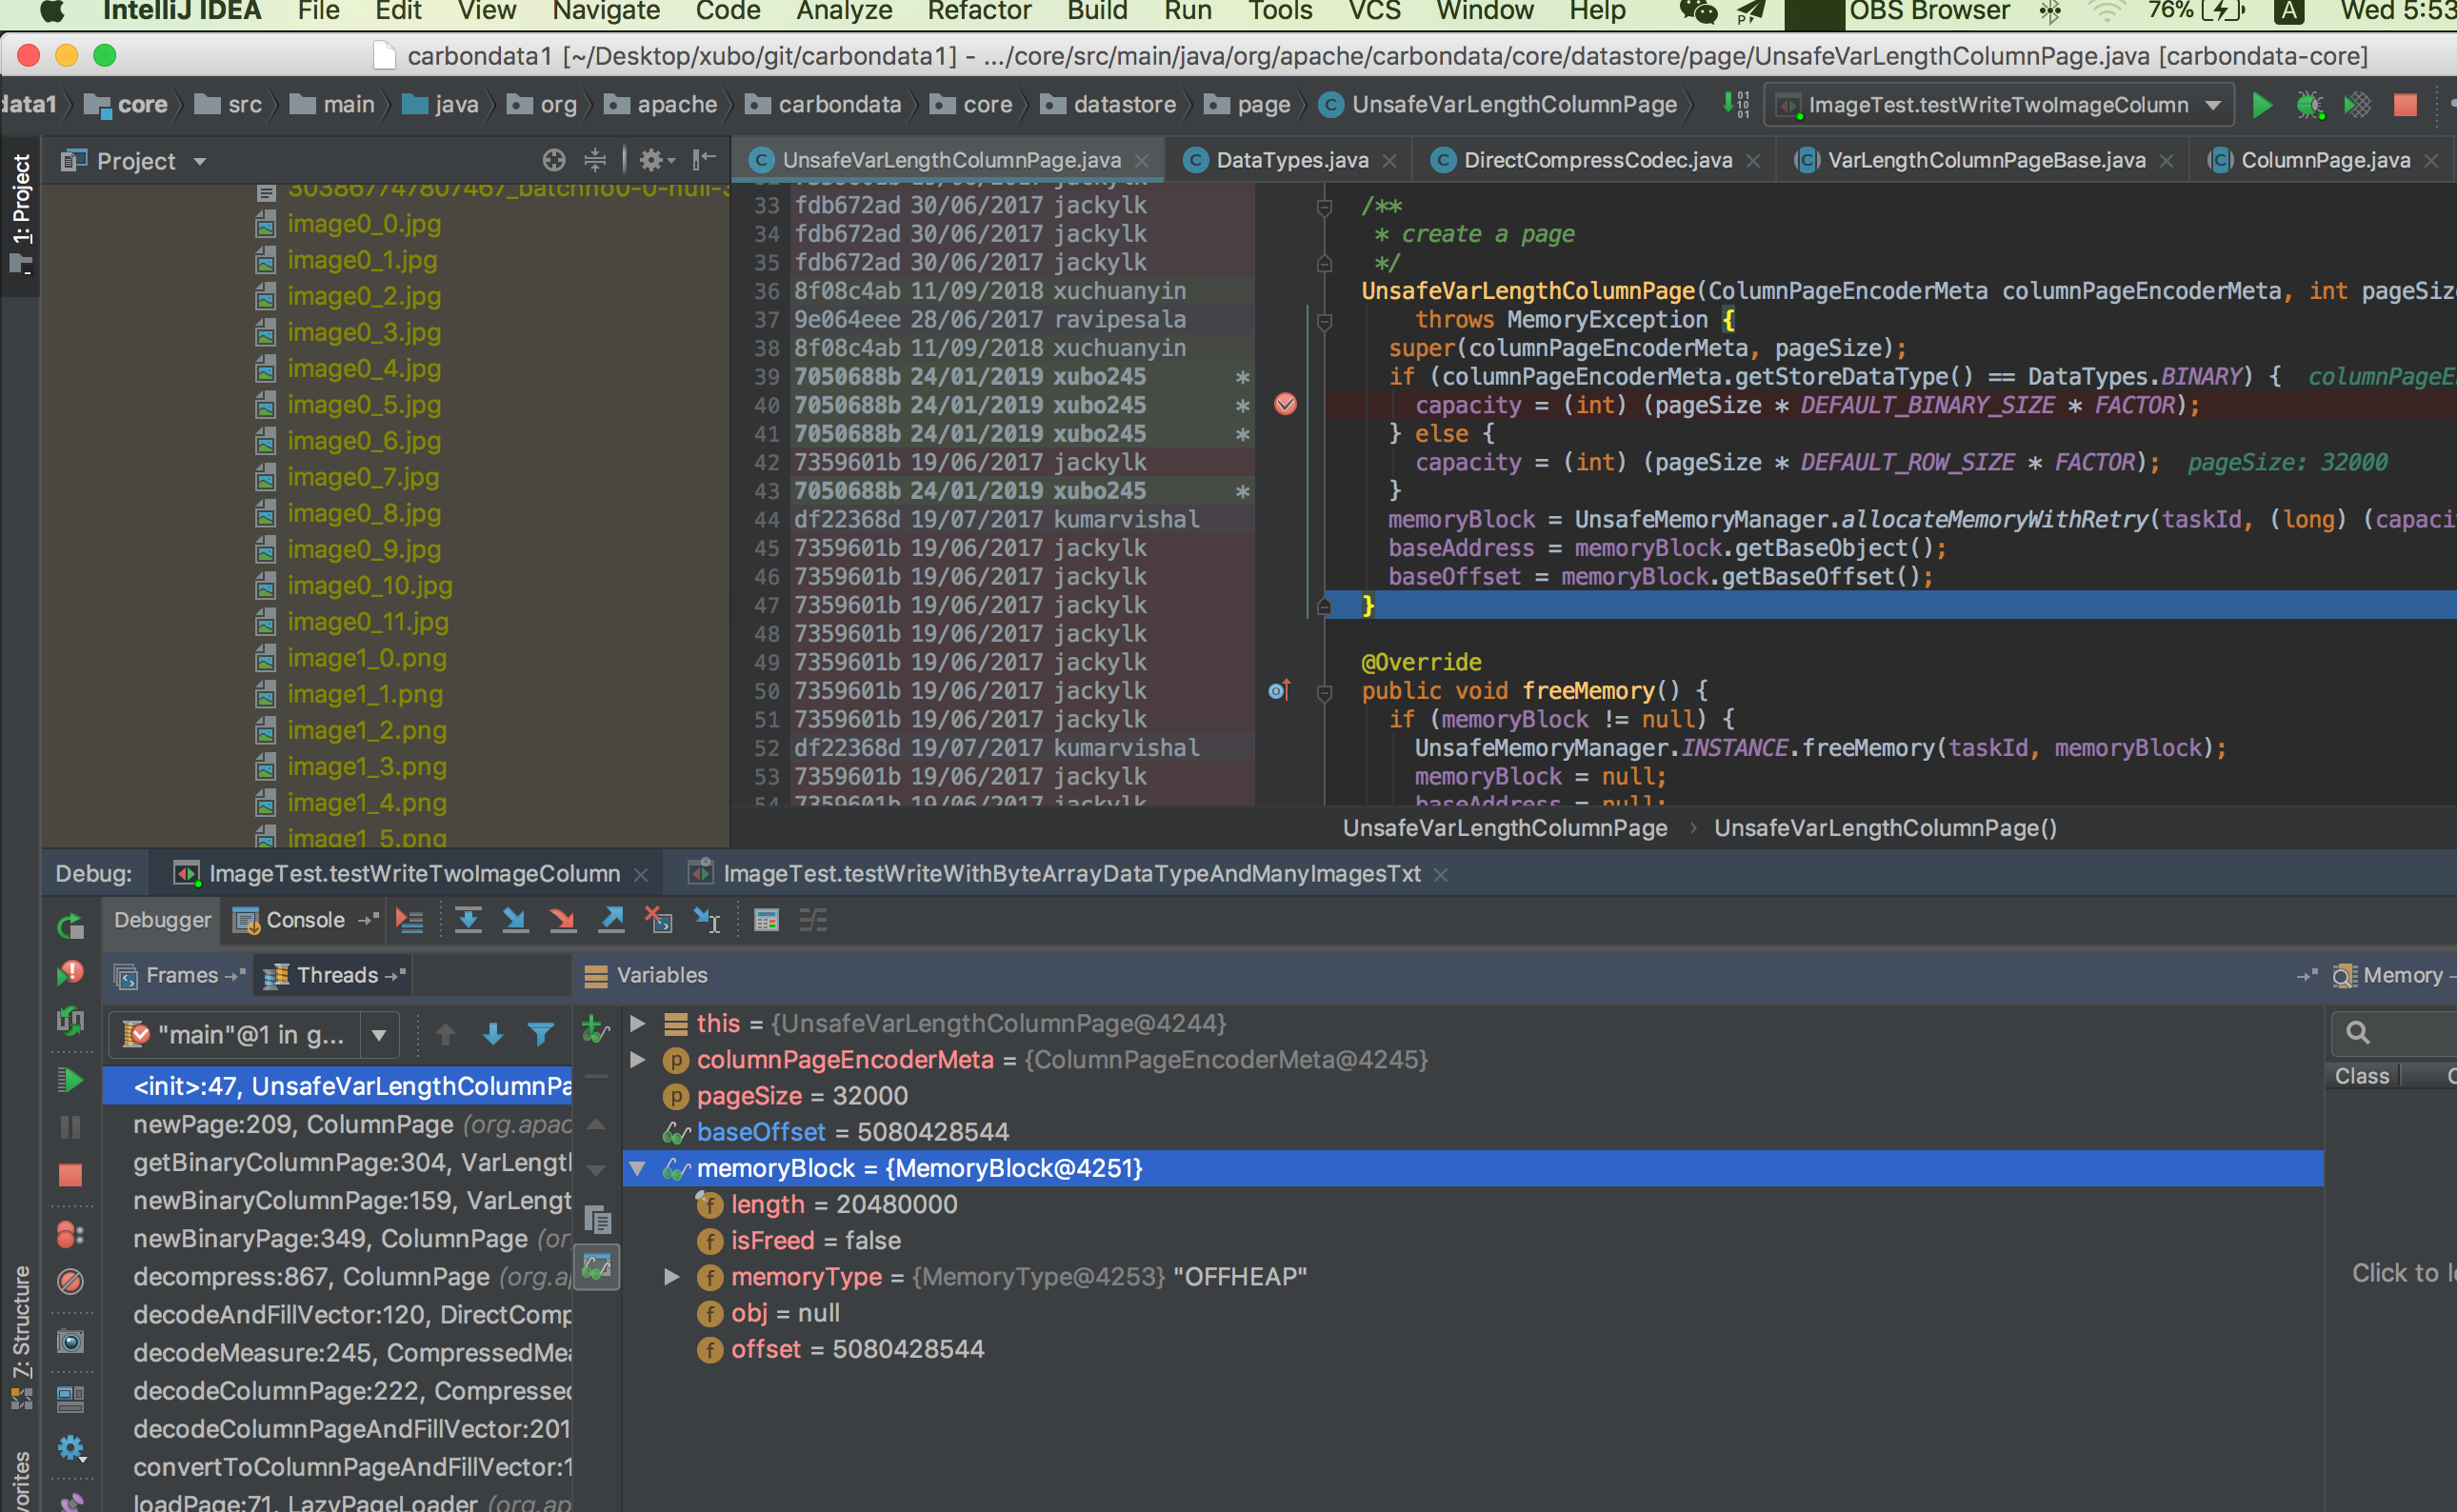 IntelliJ IDEA File Edit View Navigate Code Analyze Refactor Build Run Tools VCS Window Help OBS Browser 76% A Wed 5:53
carbondata1 [~/Desktop/xubo/git/carbondata1] - .../core/src/main/java/org/apache/carbondata/core/datastore/page/UnsafeVarLengthColumnPage.java [carbondata-core]
data1 core src main java org apache carbondata core datastore page UnsafeVarLengthColumnPage ImageTest.testWriteTwoImageColumn
Project UnsafeVarLengthColumnPage.java DataTypes.java DirectCompressCodec.java VarLengthColumnPageBase.java ColumnPage.java
1: Project
303867747807467_batchno0-0-null-
image0_0.jpg
image0_1.jpg
image0_2.jpg
image0_3.jpg
image0_4.jpg
image0_5.jpg
image0_6.jpg
image0_7.jpg
image0_8.jpg
image0_9.jpg
image0_10.jpg
image0_11.jpg
image1_0.png
image1_1.png
image1_2.png
image1_3.png
image1_4.png
image1_5.png
33 fdb672ad 30/06/2017 jackylk /**
34 fdb672ad 30/06/2017 jackylk * create a page
35 fdb672ad 30/06/2017 jackylk */
36 8f08c4ab 11/09/2018 xuchuanyin UnsafeVarLengthColumnPage(ColumnPageEncoderMeta columnPageEncoderMeta, int pageSiz
37 9e064eee 28/06/2017 ravipesala throws MemoryException {
38 8f08c4ab 11/09/2018 xuchuanyin super(columnPageEncoderMeta, pageSize);
39 7050688b 24/01/2019 xubo245 * if (columnPageEncoderMeta.getStoreDataType() == DataTypes.BINARY) { columnPageE
40 7050688b 24/01/2019 xubo245 * capacity = (int) (pageSize * DEFAULT_BINARY_SIZE * FACTOR);
41 7050688b 24/01/2019 xubo245 * } else {
42 7359601b 19/06/2017 jackylk capacity = (int) (pageSize * DEFAULT_ROW_SIZE * FACTOR); pageSize: 32000
43 7050688b 24/01/2019 xubo245 * }
44 df22368d 19/07/2017 kumarvishal memoryBlock = UnsafeMemoryManager.allocateMemoryWithRetry(taskId, (long) (capaci
45 7359601b 19/06/2017 jackylk baseAddress = memoryBlock.getBaseObject();
46 7359601b 19/06/2017 jackylk baseOffset = memoryBlock.getBaseOffset();
47 7359601b 19/06/2017 jackylk }
48 7359601b 19/06/2017 jackylk
49 7359601b 19/06/2017 jackylk @Override
50 7359601b 19/06/2017 jackylk public void freeMemory() {
51 7359601b 19/06/2017 jackylk if (memoryBlock != null) {
52 df22368d 19/07/2017 kumarvishal UnsafeMemoryManager.INSTANCE.freeMemory(taskId, memoryBlock);
53 7359601b 19/06/2017 jackylk memoryBlock = null;
54 7359601b 19/06/2017 jackylk baseAddress = null;
UnsafeVarLengthColumnPage › UnsafeVarLengthColumnPage()
Debug: ImageTest.testWriteTwoImageColumn ImageTest.testWriteWithByteArrayDataTypeAndManyImagesTxt
Debugger Console
Frames Threads Variables Memory
"main"@1 in g...
<init>:47, UnsafeVarLengthColumnPa
newPage:209, ColumnPage (org.apac
getBinaryColumnPage:304, VarLength
newBinaryColumnPage:159, VarLengt
newBinaryPage:349, ColumnPage (or
decompress:867, ColumnPage (org.a
decodeAndFillVector:120, DirectComp
decodeMeasure:245, CompressedMea
decodeColumnPage:222, Compressed
decodeColumnPageAndFillVector:201
convertToColumnPageAndFillVector:1
loadPage:71, LazyPageLoader (org.ap
this = {UnsafeVarLengthColumnPage@4244}
columnPageEncoderMeta = {ColumnPageEncoderMeta@4245}
pageSize = 32000
baseOffset = 5080428544
memoryBlock = {MemoryBlock@4251}
length = 20480000
isFreed = false
memoryType = {MemoryType@4253} "OFFHEAP"
obj = null
offset = 5080428544
Class
Click to l
Z: Structure
vorites